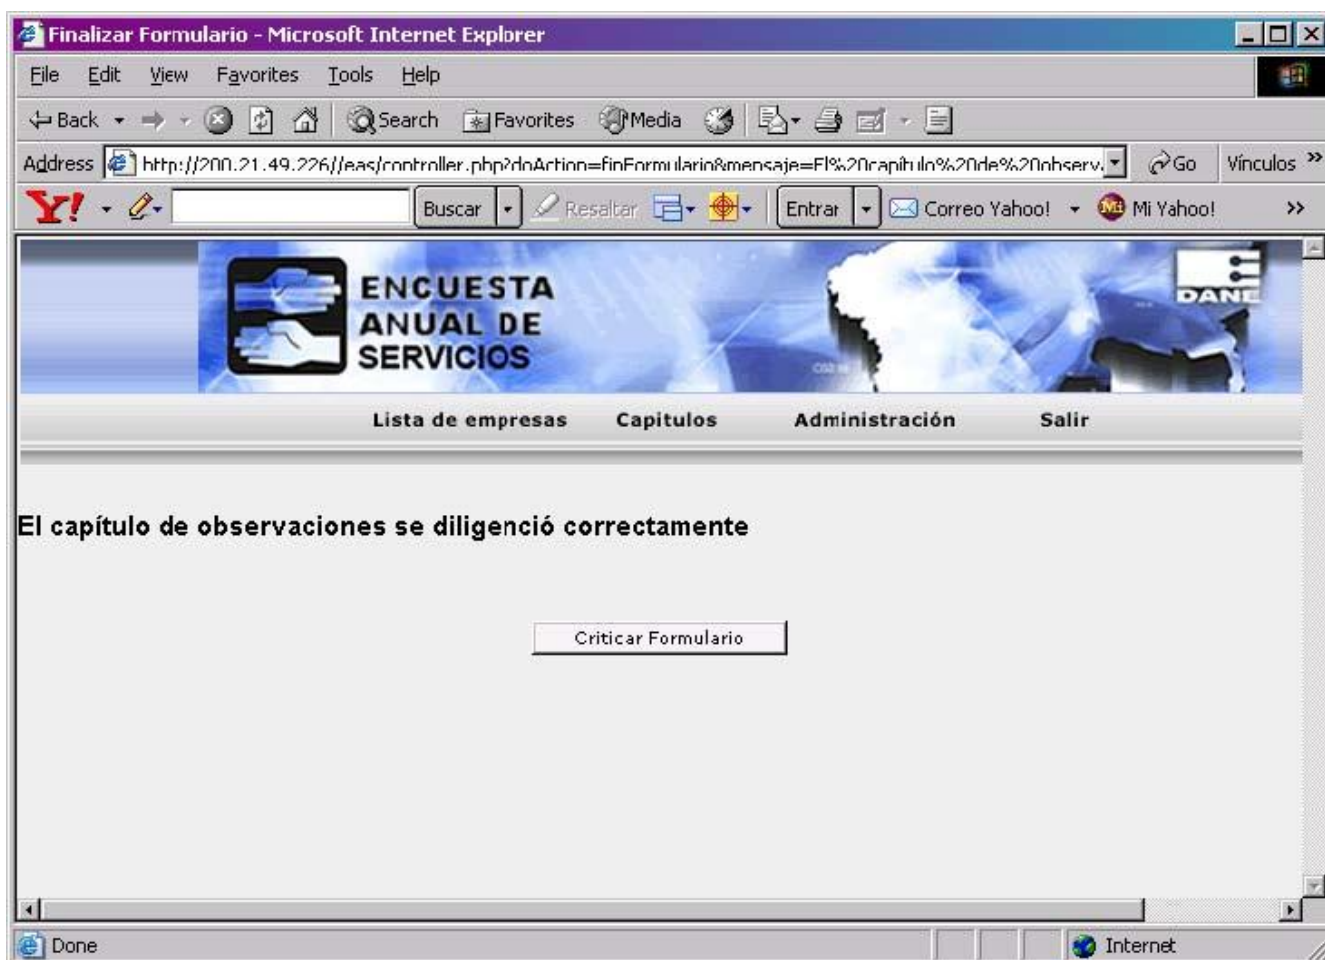 Finalizar Formulario - Microsoft Internet Explorer
File Edit View Favorites Tools Help
Back Search Favorites Media
Address http://200.21.49.226//eas/controller.php?doAction=finFormulario&mensaje=El%20capítulo%20de%20observ Go Vínculos »
Y! Buscar Resaltar Entrar Correo Yahoo! Mi Yahoo! »
ENCUESTA
ANUAL DE
SERVICIOS
DANE
Lista de empresas Capitulos Administración Salir
El capítulo de observaciones se diligenció correctamente
Criticar Formulario
Done Internet